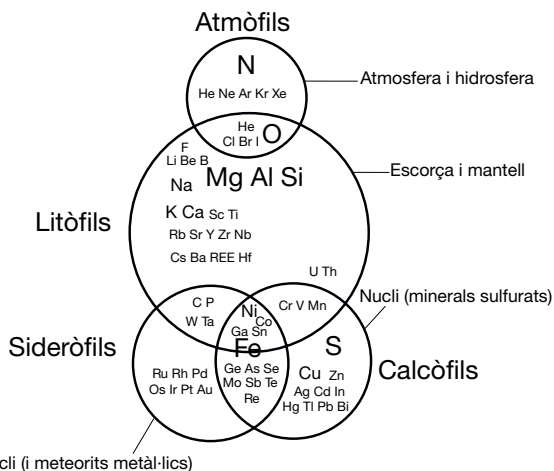 Atmòfils
N
He Ne Ar Kr Xe
Atmosfera i hidrosfera
He
Cl Br I O
F
Li Be B
Na Mg Al Si
Escorça i mantell
K Ca Sc Ti
Litòfils
Rb Sr Y Zr Nb
Cs Ba REE Hf
U Th
Nucli (minerals sulfurats)
C P
W Ta
Ni
Co
Ga Sn
Fe
Cr V Mn
Sideròfils
S
Calcòfils
Ru Rh Pd
Os Ir Pt Au
Ge As Se
Mo Sb Te
Re
Cu Zn
Ag Cd In
Hg Tl Pb Bi
cli (i meteorits metàl·lics)